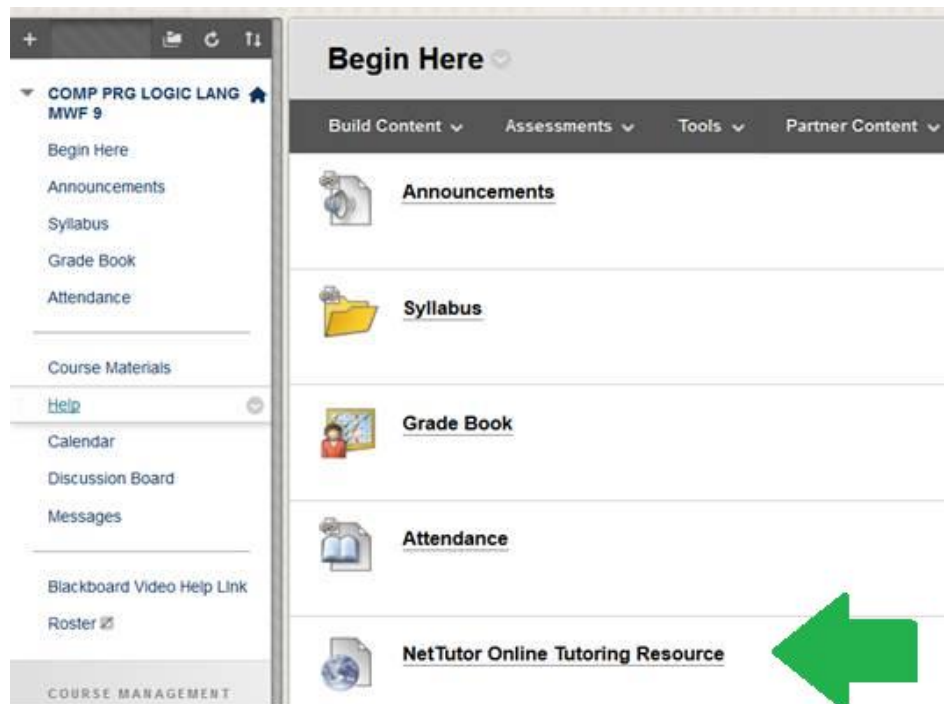 COMP PRG LOGIC LANG
MWF 9
Begin Here
Announcements
Syllabus
Grade Book
Attendance
Course Materials
Help
Calendar
Discussion Board
Messages
Blackboard Video Help LInk
Roster
COURSE MANAGEMENT
Begin Here
Build Content Assessments Tools Partner Content
Announcements
Syllabus
Grade Book
Attendance
NetTutor Online Tutoring Resource